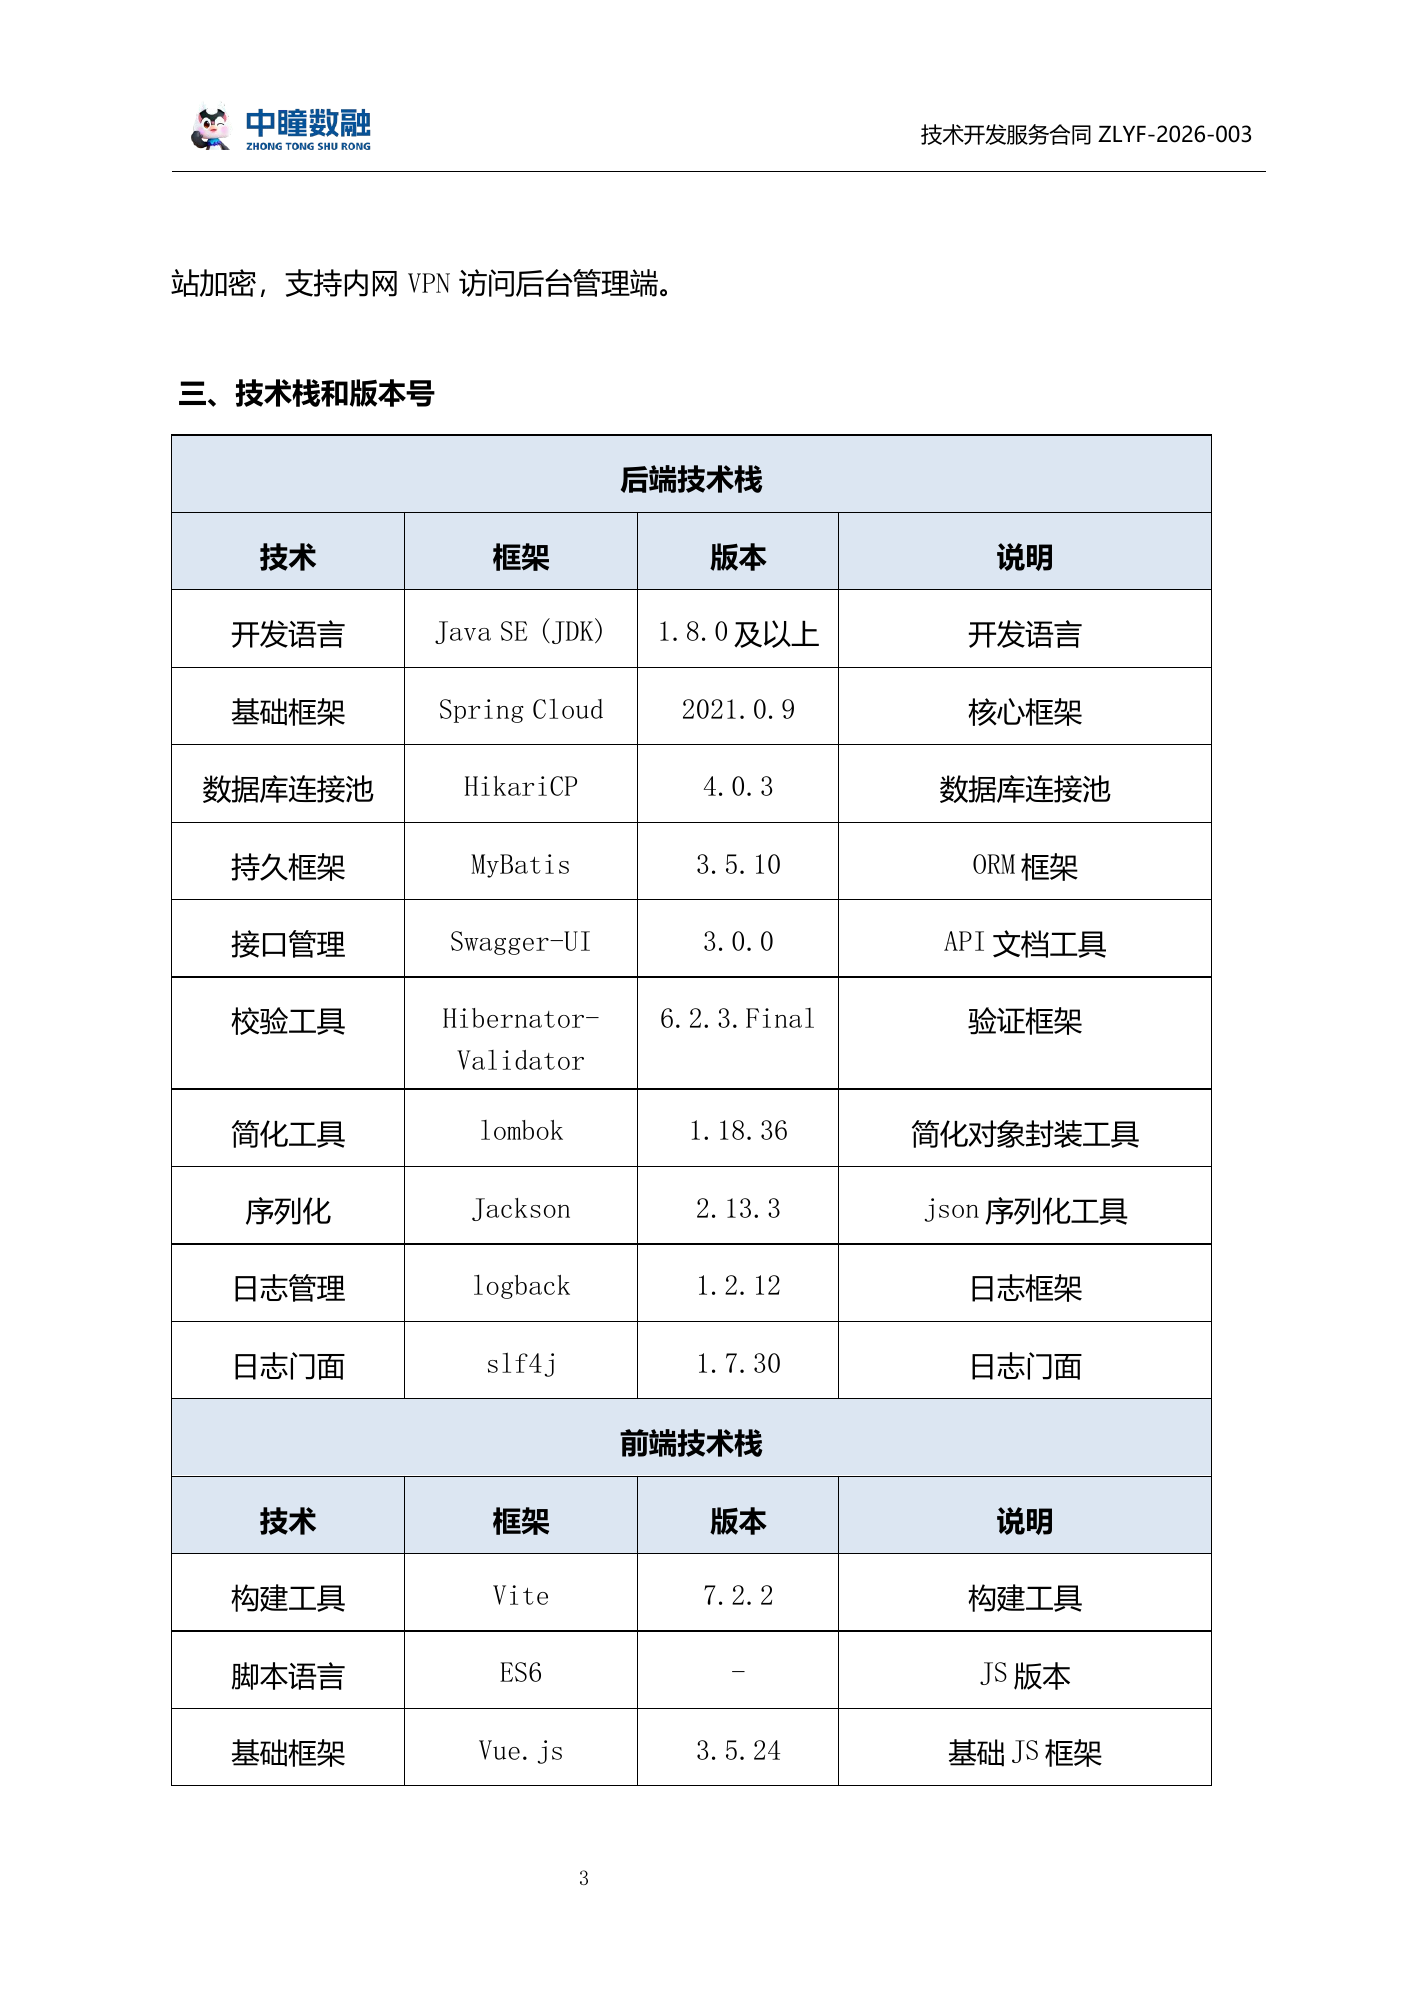 中瞳数融
ZHONG TONG SHU RONG
技术开发服务合同 ZLYF-2026-003
站加密，支持内网 VPN 访问后台管理端。
三、技术栈和版本号
后端技术栈
技术 框架 版本 说明
开发语言 Java SE (JDK) 1.8.0及以上 开发语言
基础框架 Spring Cloud 2021.0.9 核心框架
数据库连接池 HikariCP 4.0.3 数据库连接池
持久框架 MyBatis 3.5.10 ORM框架
接口管理 Swagger-UI 3.0.0 API 文档工具
校验工具 Hibernator- 6.2.3.Final 验证框架
Validator
简化工具 lombok 1.18.36 简化对象封装工具
序列化 Jackson 2.13.3 json序列化工具
日志管理 logback 1.2.12 日志框架
日志门面 slf4j 1.7.30 日志门面
前端技术栈
技术 框架 版本 说明
构建工具 Vite 7.2.2 构建工具
脚本语言 ES6 - JS版本
基础框架 Vue.js 3.5.24 基础JS框架
3